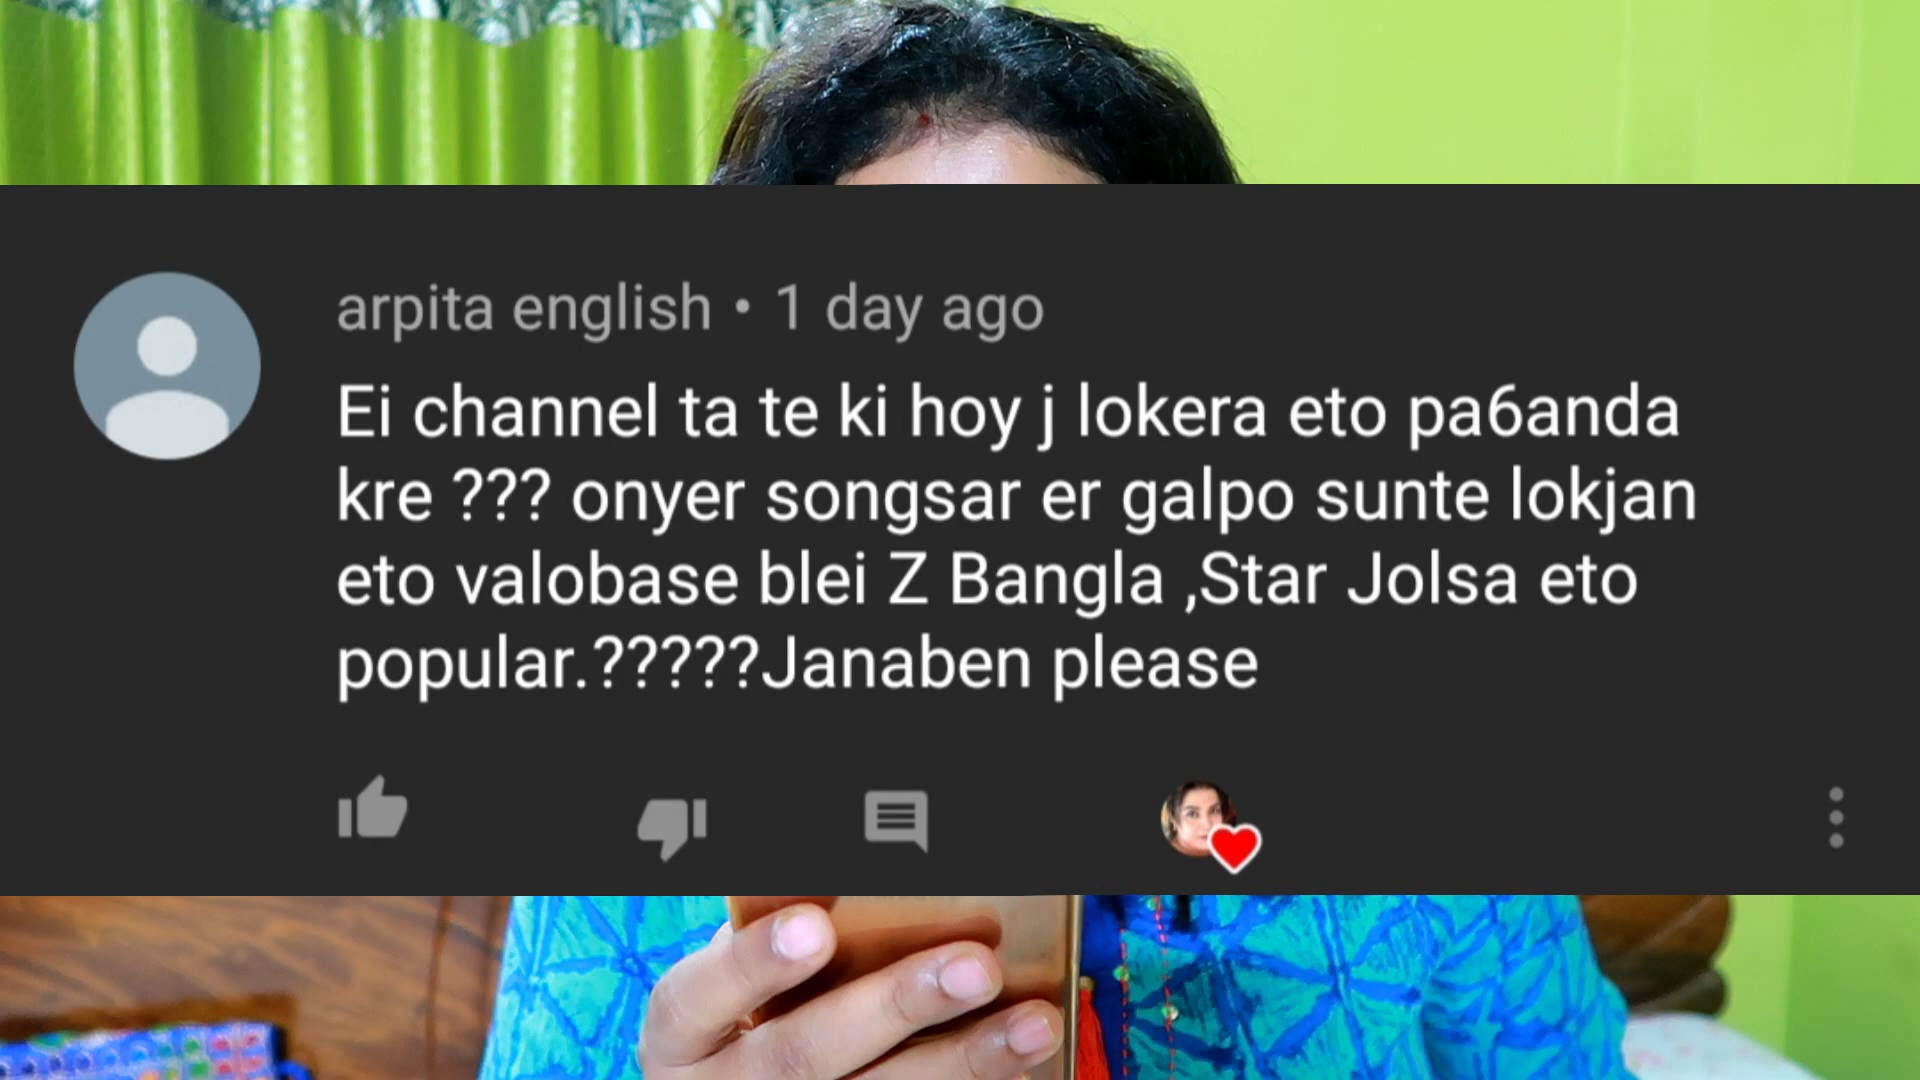 arpita english • 1 day ago
Ei channel ta te ki hoy j lokera eto pa6anda
kre ??? onyer songsar er galpo sunte lokjan
eto valobase blei Z Bangla ,Star Jolsa eto
popular.?????Janaben please